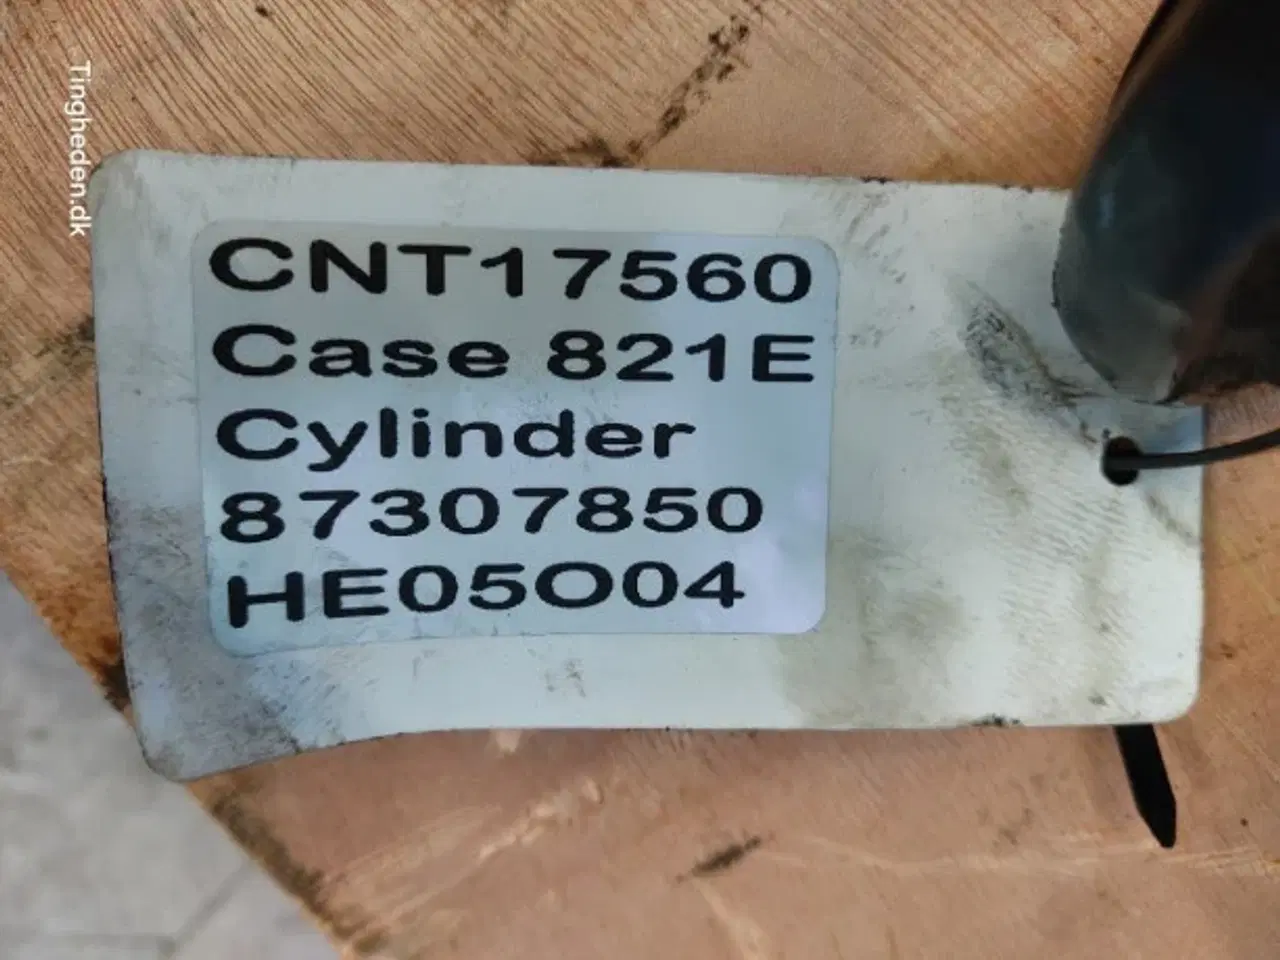 Tingheden.dk
CNT17560
Case 821E
Cylinder
87307850
HE05O04